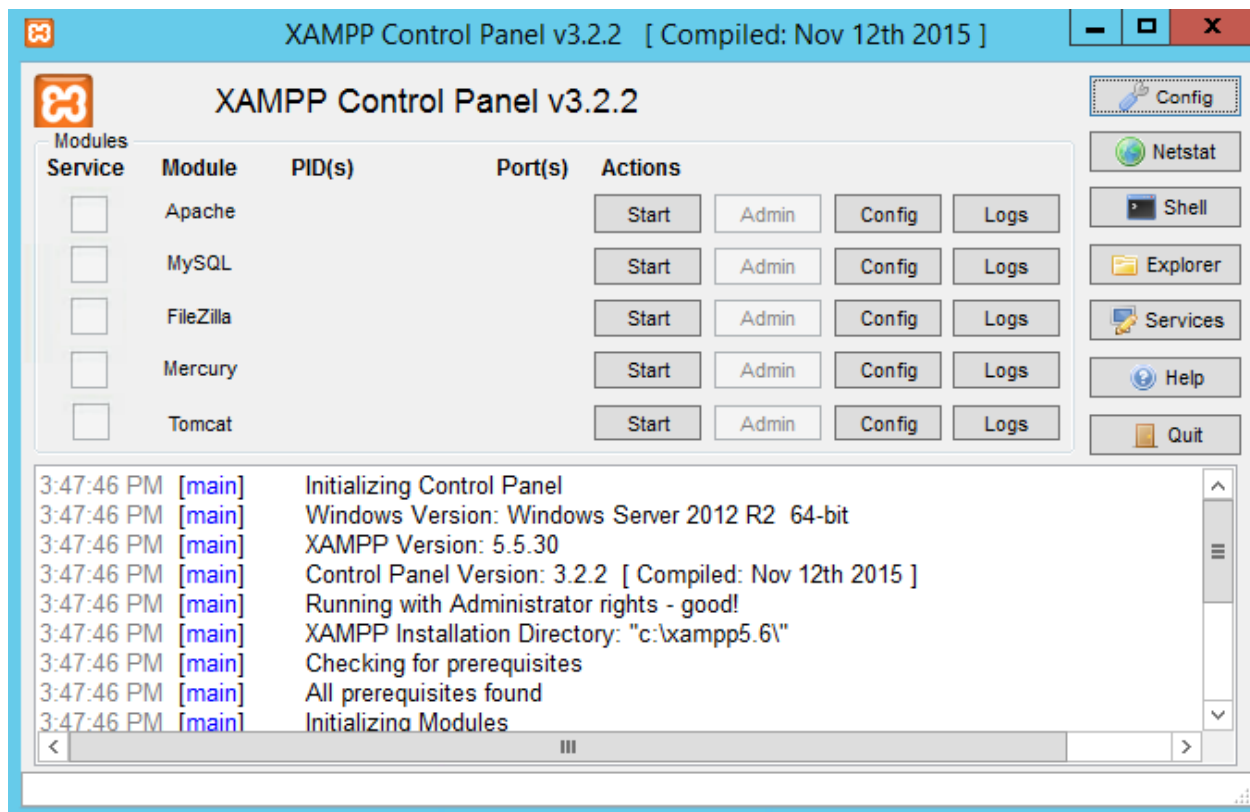 XAMPP Control Panel v3.2.2 [ Compiled: Nov 12th 2015 ]
XAMPP Control Panel v3.2.2
Config
Modules
Service Module PID(s) Port(s) Actions
Netstat
Apache Start Admin Config Logs
Shell
MySQL Start Admin Config Logs
Explorer
FileZilla Start Admin Config Logs
Services
Mercury Start Admin Config Logs
Help
Tomcat Start Admin Config Logs
Quit
3:47:46 PM [main] Initializing Control Panel
3:47:46 PM [main] Windows Version: Windows Server 2012 R2 64-bit
3:47:46 PM [main] XAMPP Version: 5.5.30
3:47:46 PM [main] Control Panel Version: 3.2.2 [ Compiled: Nov 12th 2015 ]
3:47:46 PM [main] Running with Administrator rights - good!
3:47:46 PM [main] XAMPP Installation Directory: "c:\xampp5.6\"
3:47:46 PM [main] Checking for prerequisites
3:47:46 PM [main] All prerequisites found
3:47:46 PM [main] Initializing Modules